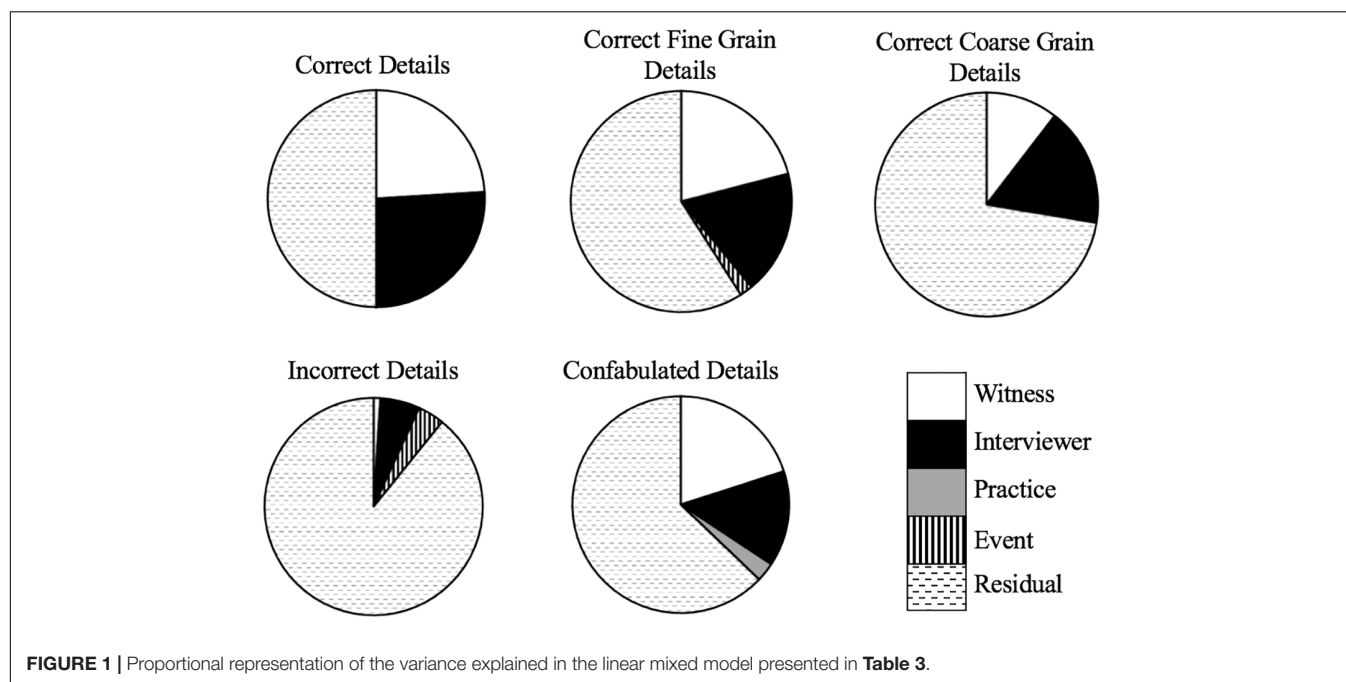 Correct Details
Correct Fine Grain
Details
Correct Coarse Grain
Details
Incorrect Details
Confabulated Details
Witness
Interviewer
Practice
Event
Residual
FIGURE 1 | Proportional representation of the variance explained in the linear mixed model presented in Table 3.